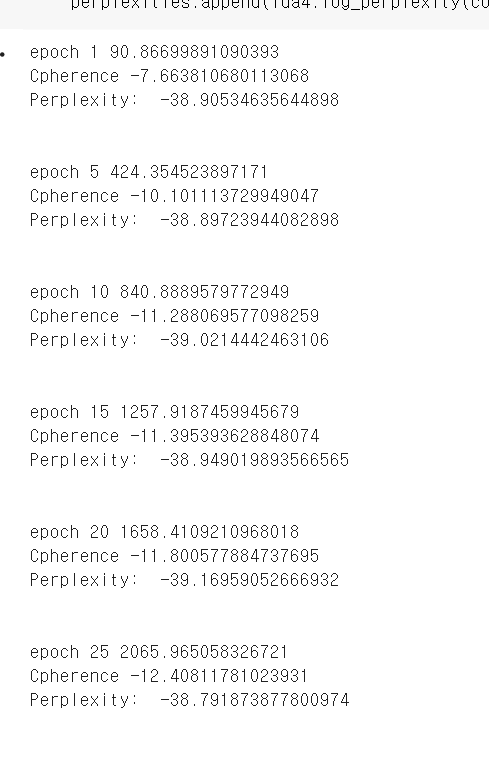 perplexities.append(lda4.log_perplexity(co
epoch 1 90.86699891090393
Cpherence -7.663810680113068
Perplexity: -38.90534635644898
epoch 5 424.354523897171
Cpherence -10.101113729949047
Perplexity: -38.89723944082898
epoch 10 840.8889579772949
Cpherence -11.288069577098259
Perplexity: -39.0214442463106
epoch 15 1257.9187459945679
Cpherence -11.395393628848074
Perplexity: -38.949019893566565
epoch 20 1658.4109210968018
Cpherence -11.800577884737695
Perplexity: -39.16959052666932
epoch 25 2065.965058326721
Cpherence -12.40811781023931
Perplexity: -38.791873877800974